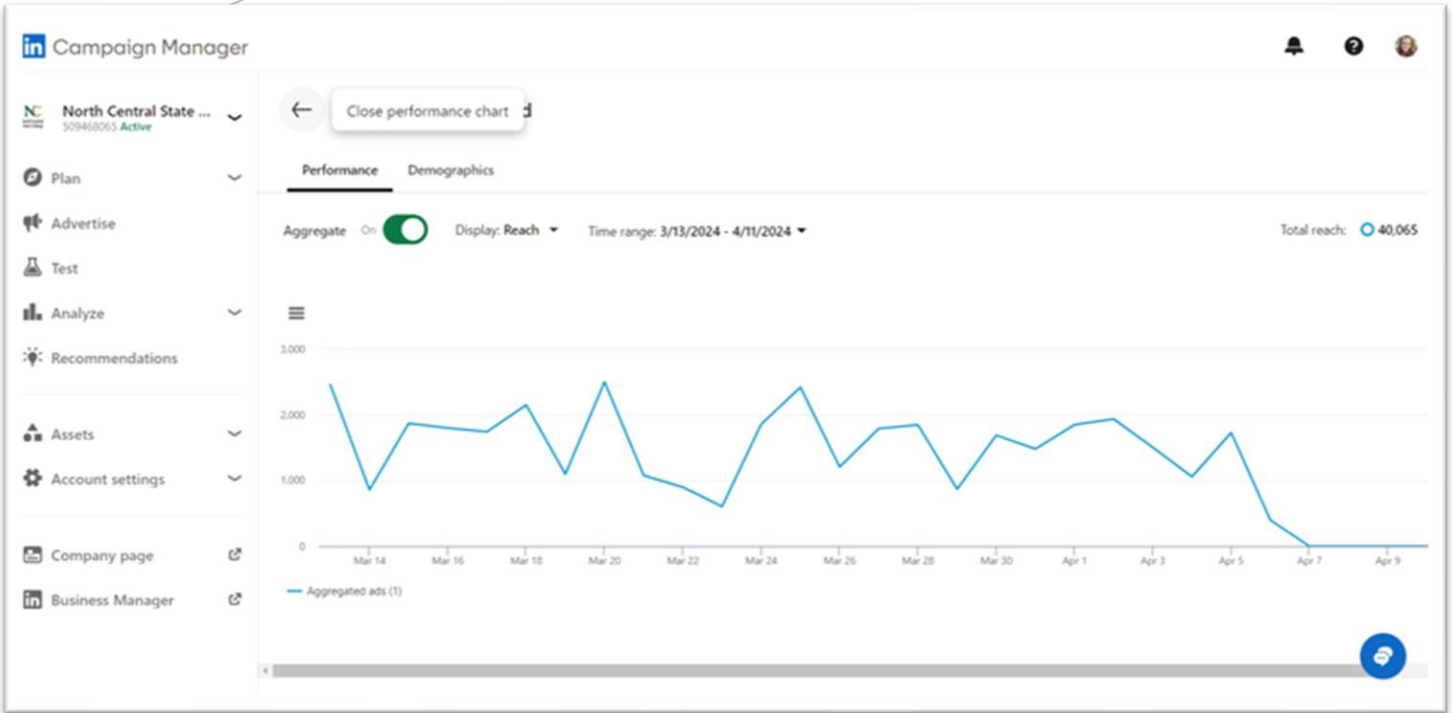 in Campaign Manager
NC North Central State ...
509468065 Active
Plan
Advertise
Test
Analyze
Recommendations
Assets
Account settings
Company page
in Business Manager
Close performance chart d
Performance Demographics
Aggregate On Display: Reach Time range: 3/13/2024 - 4/11/2024 Total reach: 40,065
3.000
2.000
1.000
0
Mar 14 Mar 16 Mar 18 Mar 20 Mar 22 Mar 24 Mar 26 Mar 28 Mar 30 Apr 1 Apr 3 Apr 5 Apr 7 Apr 9
Aggregated ads (1)